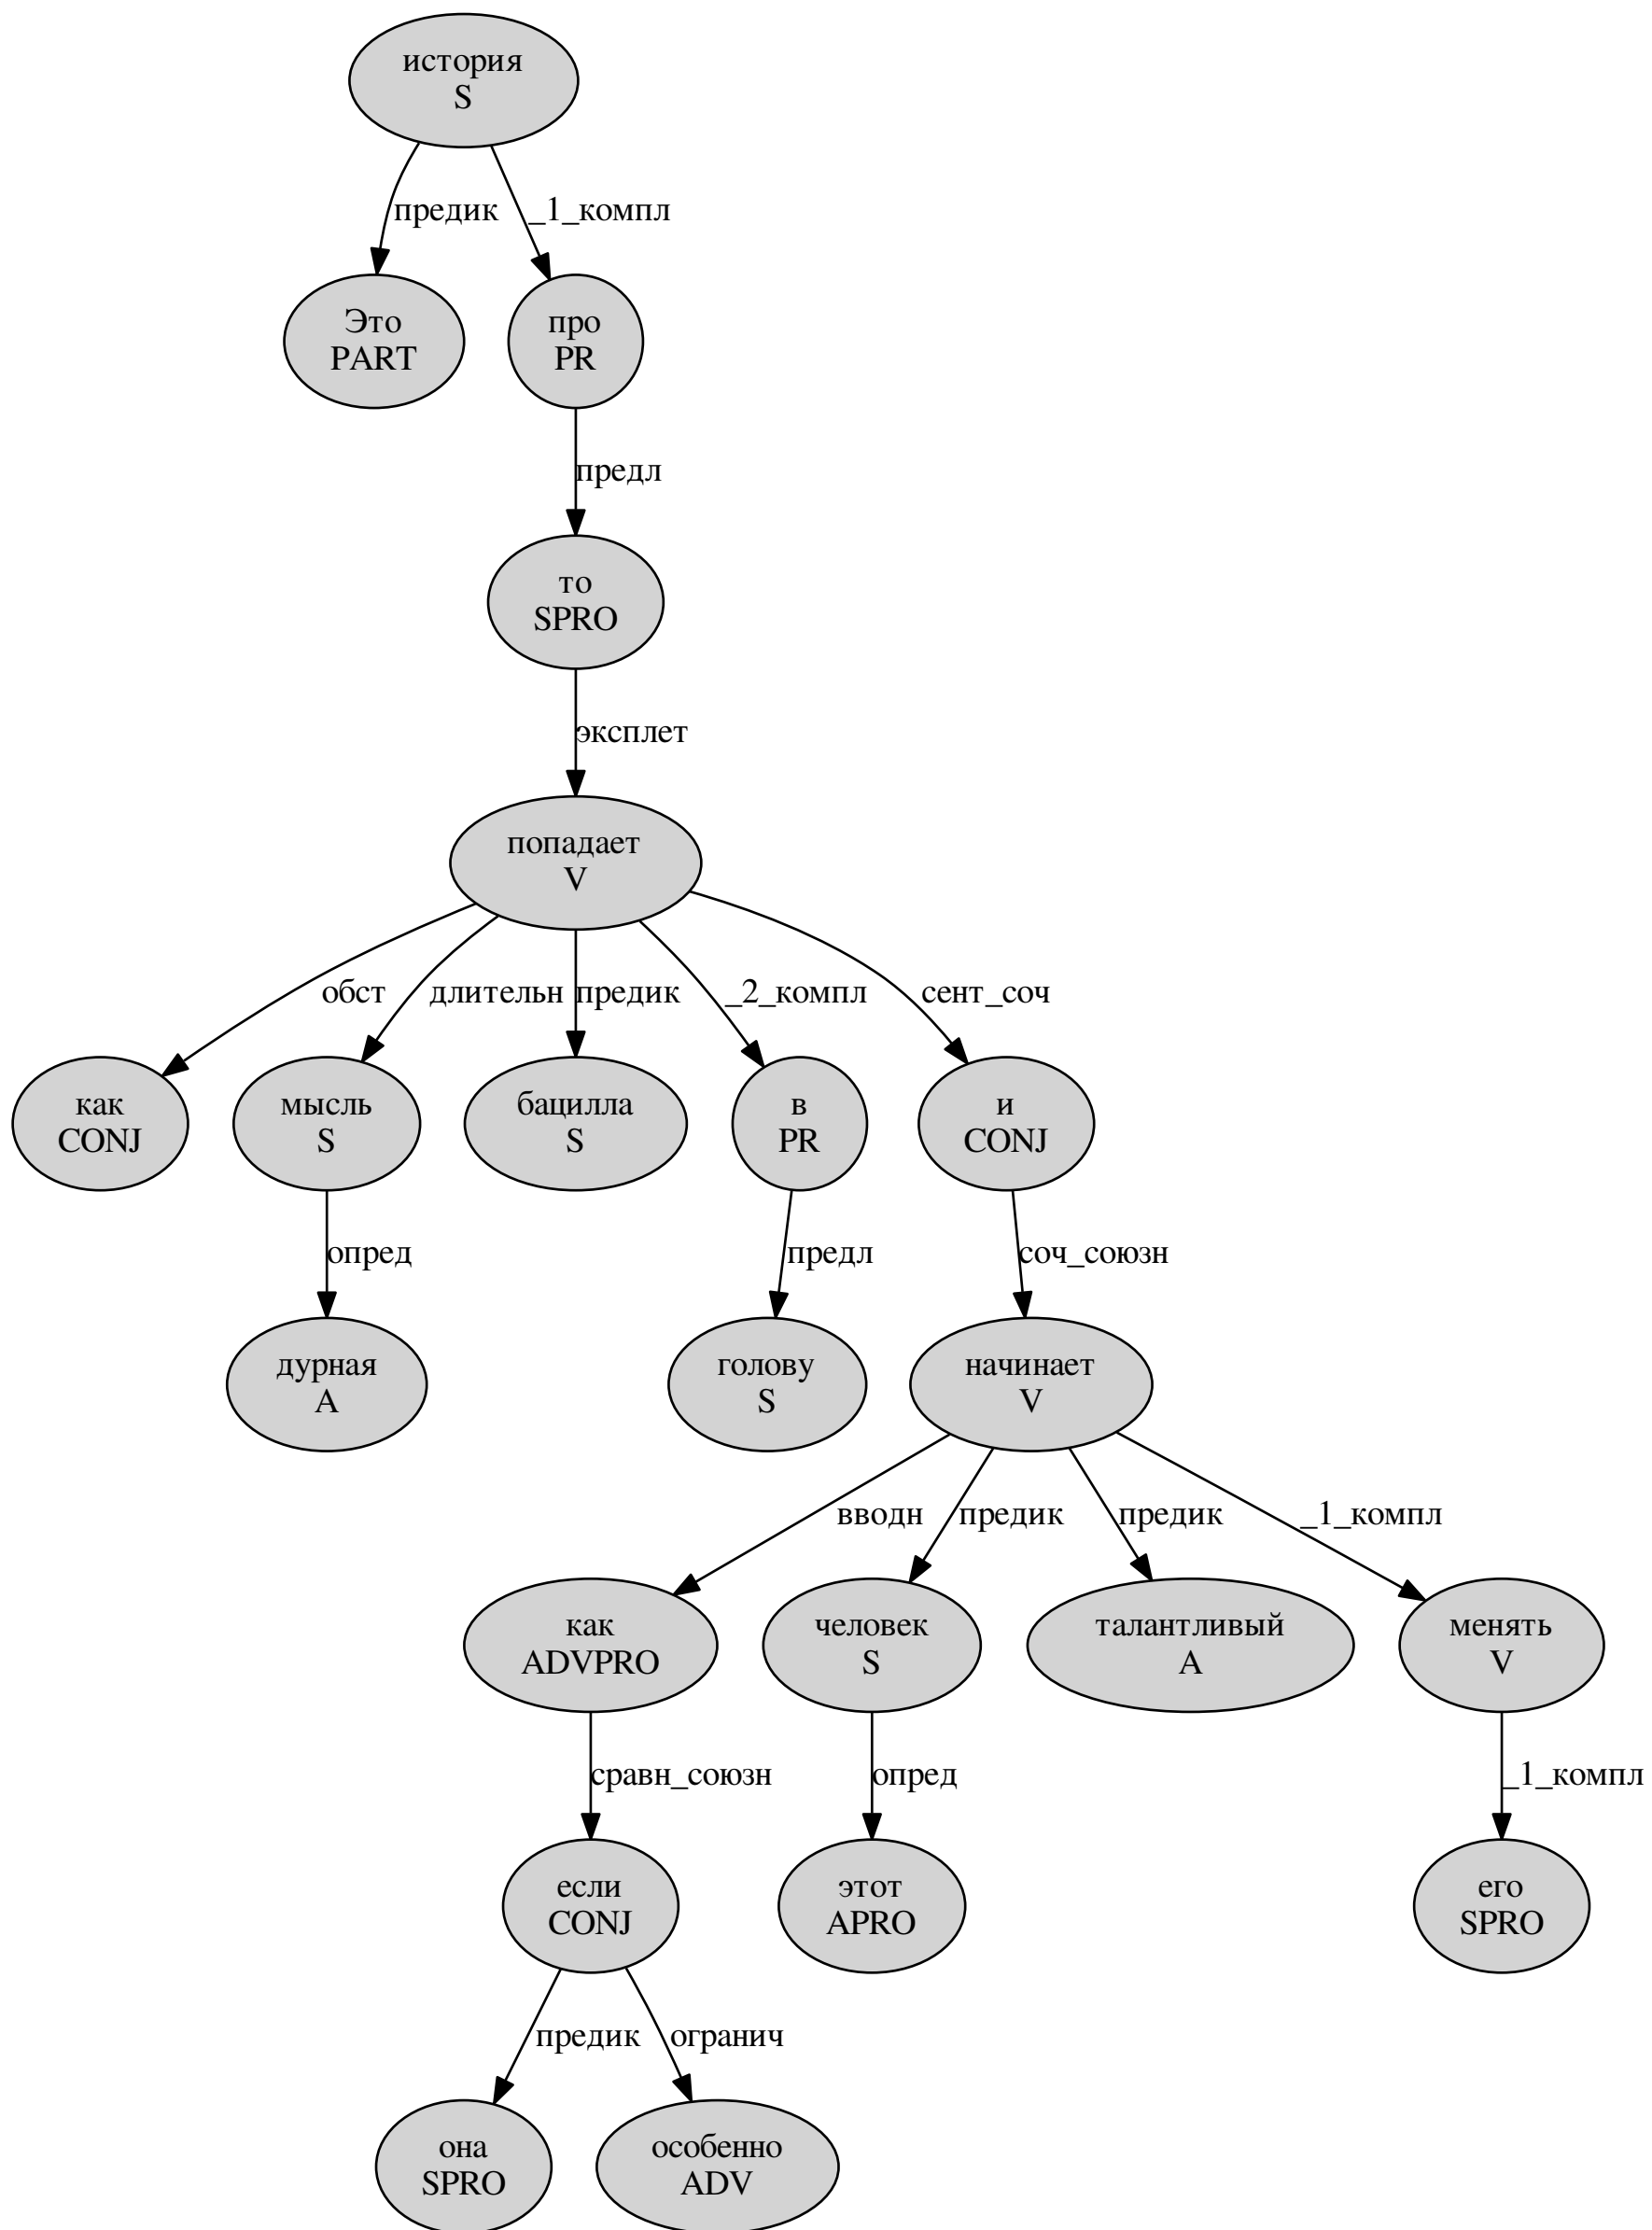 история
S
предик
_1_компл
Это
PART
про
PR
предл
то
SPRO
эксплет
попадает
V
обст
длительн
предик
_2_компл
сент_соч
как
CONJ
мысль
S
бацилла
S
в
PR
и
CONJ
опред
предл
соч_союзн
дурная
A
голову
S
начинает
V
вводн
предик
предик
_1_компл
как
ADVPRO
человек
S
талантливый
A
менять
V
сравн_союзн
опред
_1_компл
если
CONJ
этот
APRO
его
SPRO
предик
огранич
она
SPRO
особенно
ADV